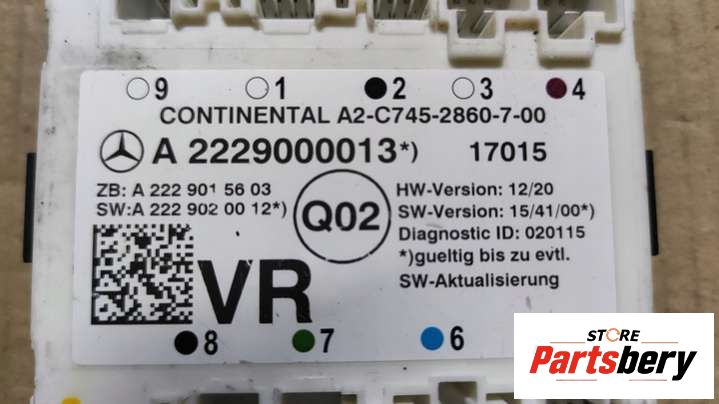 9 1 2 3 4
CONTINENTAL A2-C745-2860-7-00
A 2229000013*) 17015
ZB: A 222 901 56 03
SW:A 222 902 00 12*)
Q02
HW-Version: 12/20
SW-Version: 15/41/00*)
Diagnostic ID: 020115
*)gueltig bis zu evtl.
SW-Aktualisierung
VR
8 7 6
STORE
Partsbery